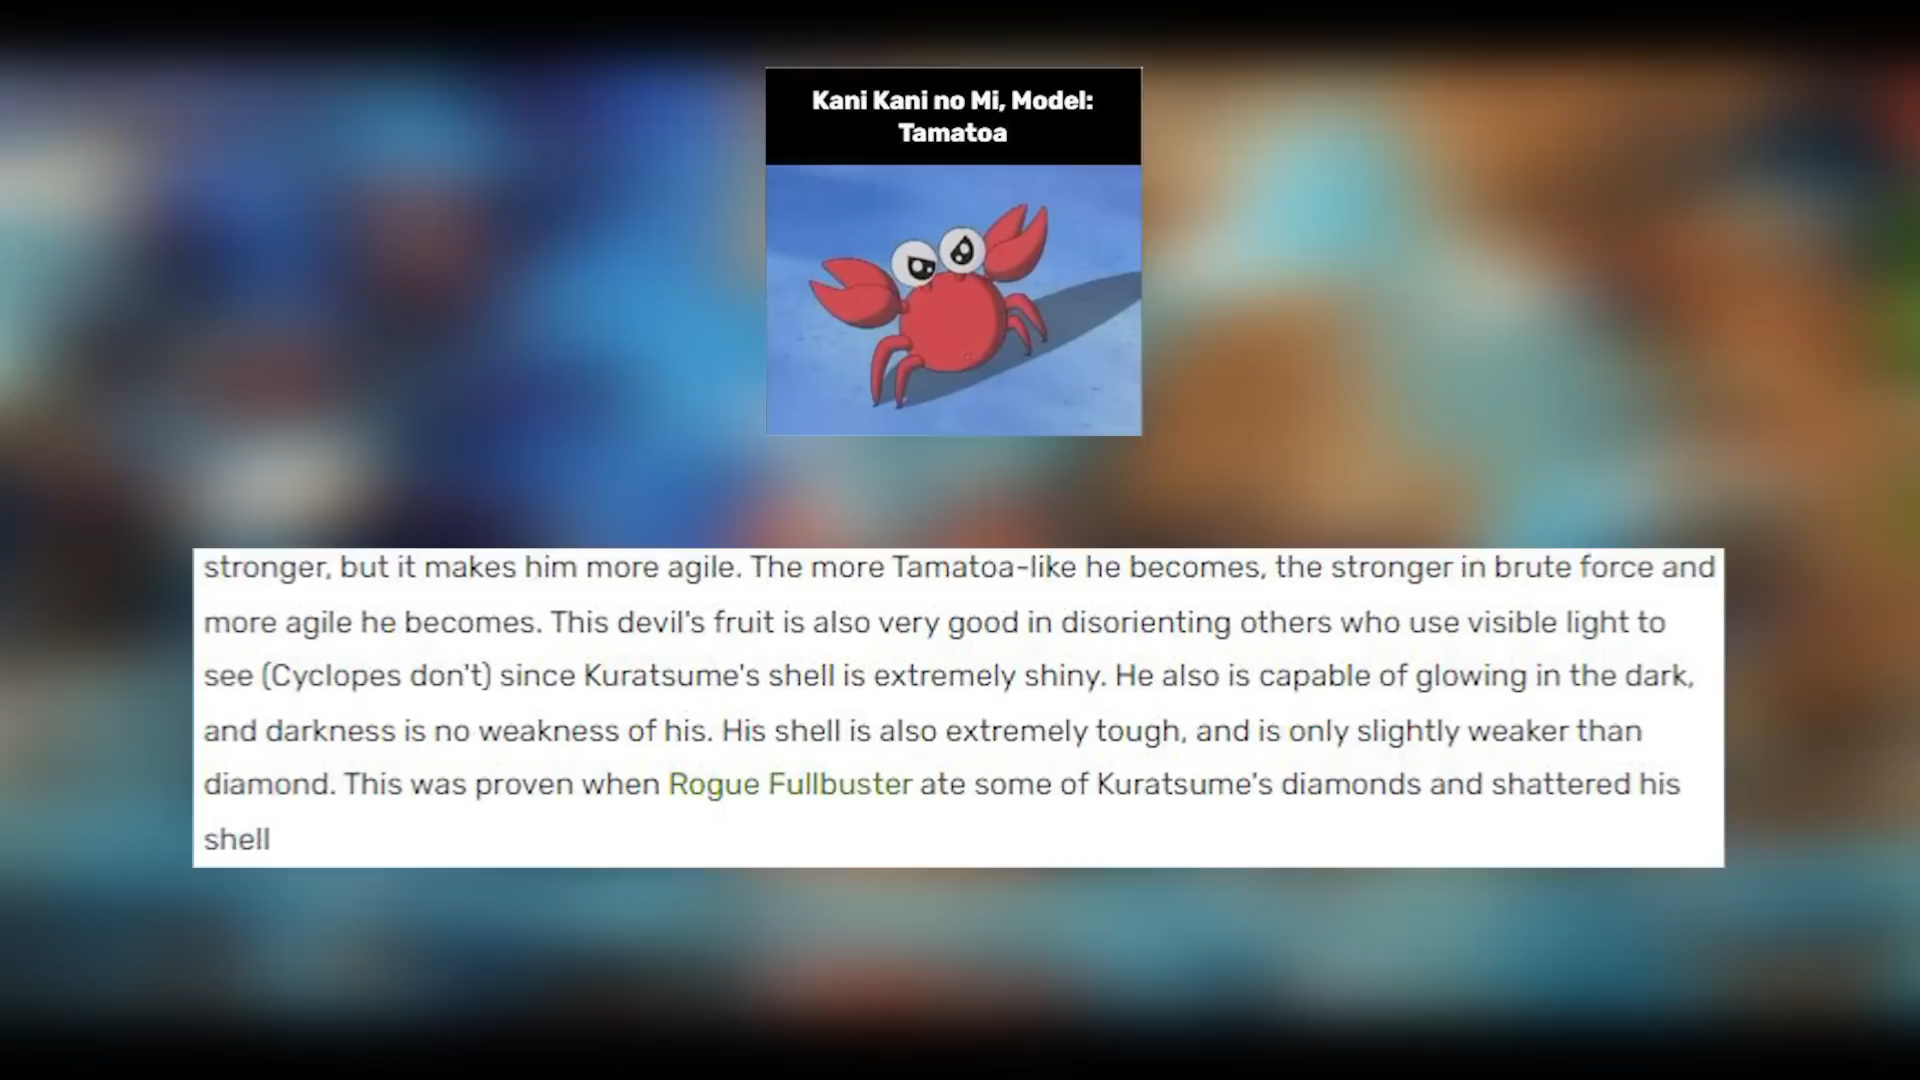 Kani Kani no Mi, Model:
Tamatoa
stronger, but it makes him more agile. The more Tamatoa-like he becomes, the stronger in brute force and
more agile he becomes. This devil's fruit is also very good in disorienting others who use visible light to
see (Cyclopes don't) since Kuratsume's shell is extremely shiny. He also is capable of glowing in the dark,
and darkness is no weakness of his. His shell is also extremely tough, and is only slightly weaker than
diamond. This was proven when Rogue Fullbuster ate some of Kuratsume's diamonds and shattered his
shell